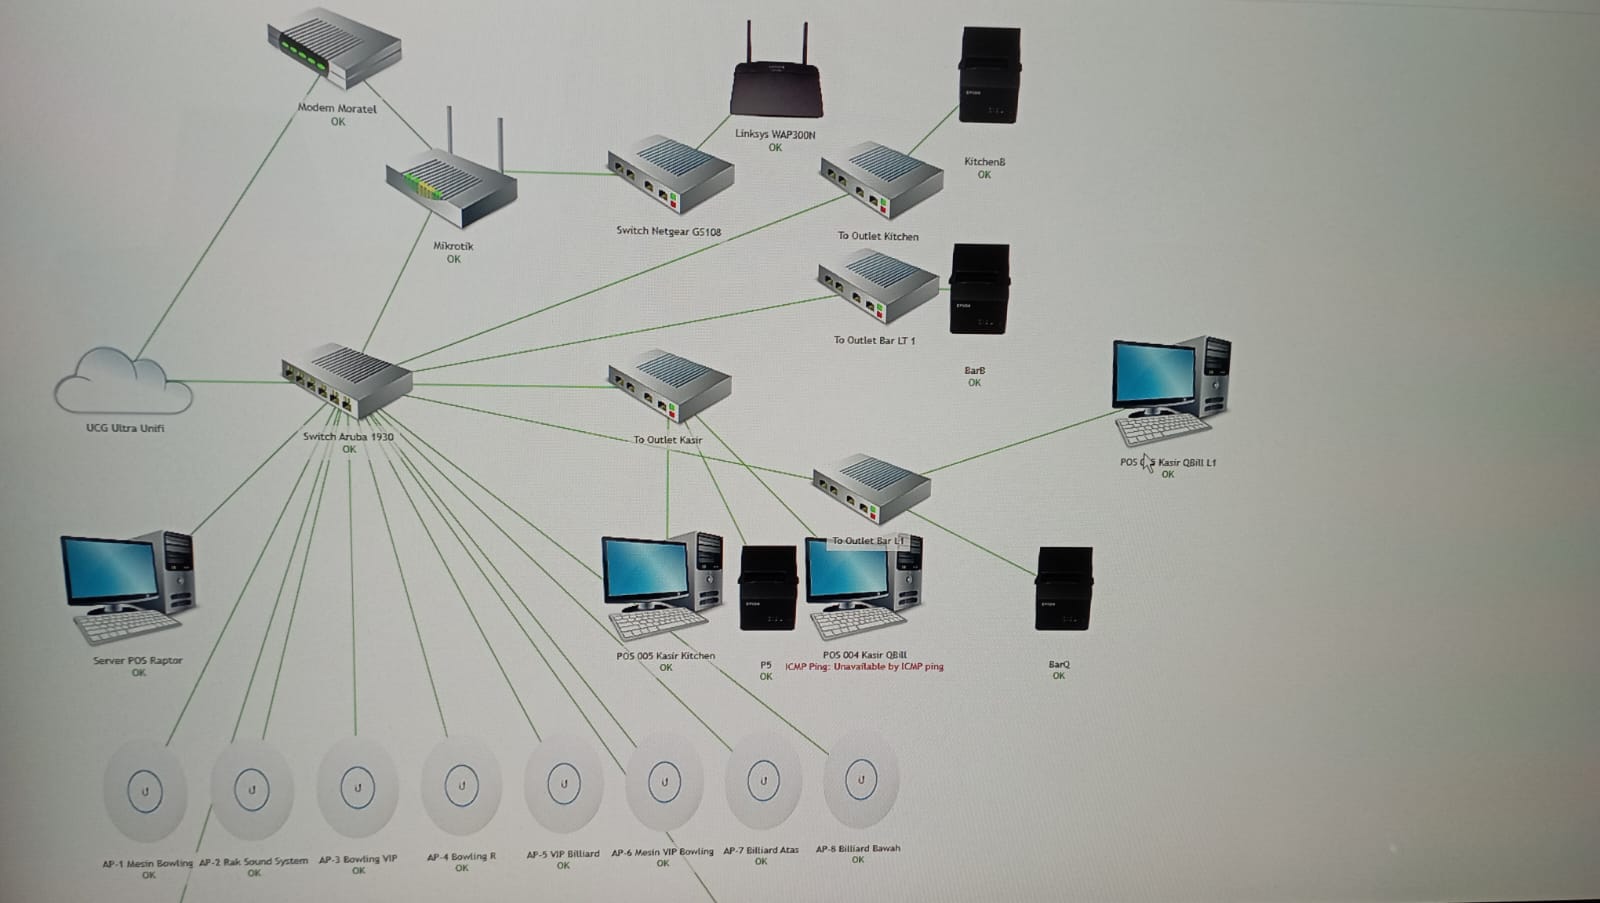 Modem Moratel
OK
Linksys WAP300N
OK
EPSON
KitchenB
OK
Mikrotik
OK
Switch Netgear GS108
To Outlet Kitchen
EPSON
To Outlet Bar LT 1
BarB
OK
UCG Ultra Unifi
Switch Aruba 1930
OK
To Outlet Kasir
POS Kasir QBill L1
OK
To Outlet Bar L1
EPSON
EPSON
Server POS Raptor
OK
POS 005 Kasir Kitchen
OK
P5
OK
POS 004 Kasir QBill
ICMP Ping: Unavailable by ICMP ping
BarQ
OK
AP-1 Mesin Bowling
OK
AP-2 Rak Sound System
OK
AP-3 Bowling VIP
OK
AP-4 Bowling R
OK
AP-5 VIP Billiard
OK
AP-6 Mesin VIP Bowling
OK
AP-7 Billiard Atas
OK
AP-8 Billiard Bawah
OK